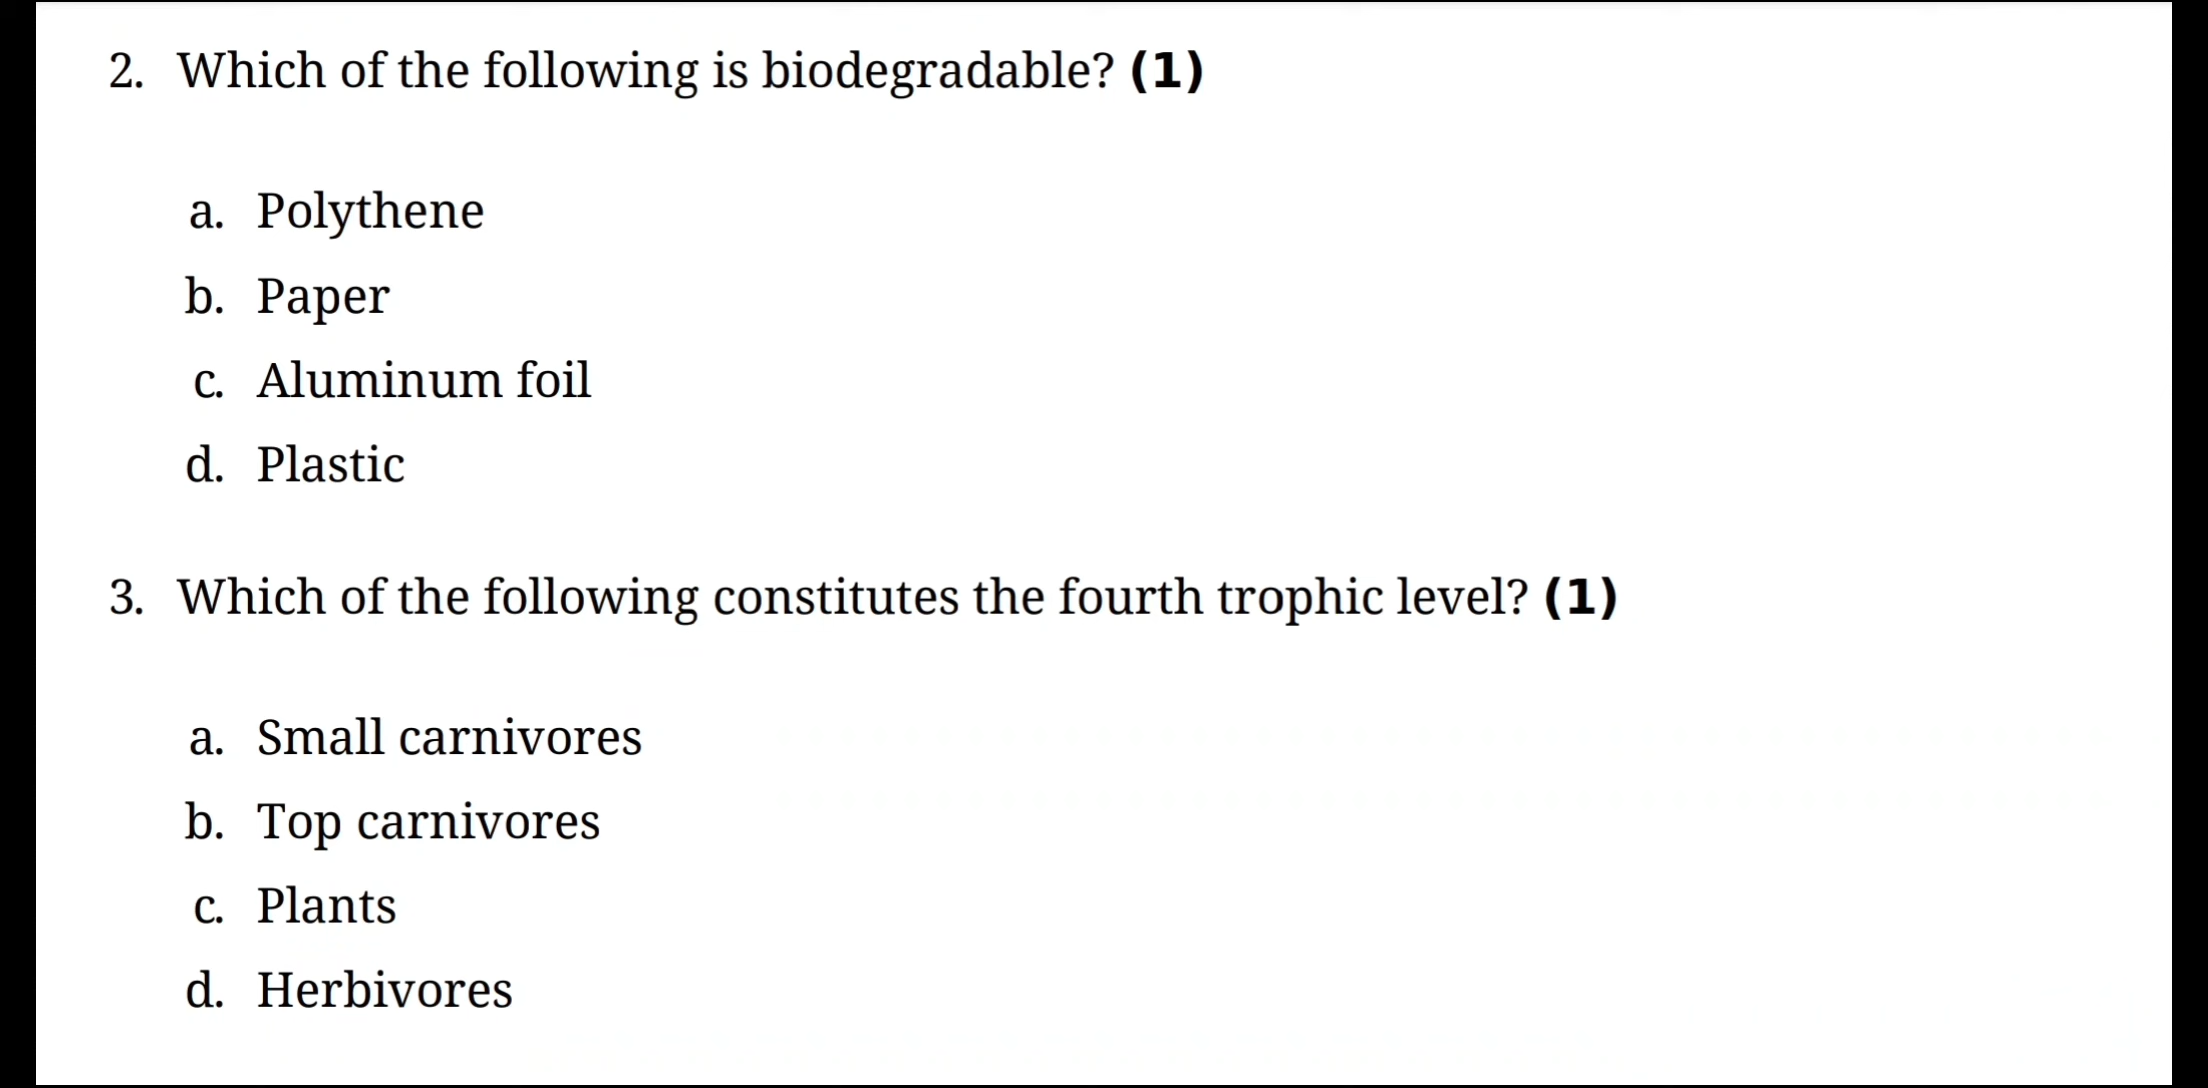 2. Which of the following is biodegradable? (1)
a. Polythene
b. Paper
c. Aluminum foil
d. Plastic
3. Which of the following constitutes the fourth trophic level? (1)
a. Small carnivores
b. Top carnivores
c. Plants
d. Herbivores